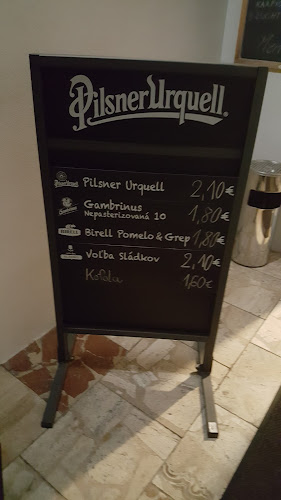 Pilsner Urquell
Pilsner Urquell 2,10€
Gambrinus
Nepasterizovaná 10 1,80€
Birell Pomelo & Grep 1,80€
Voľba Sládkov 2,10€
Kofola 1,60€